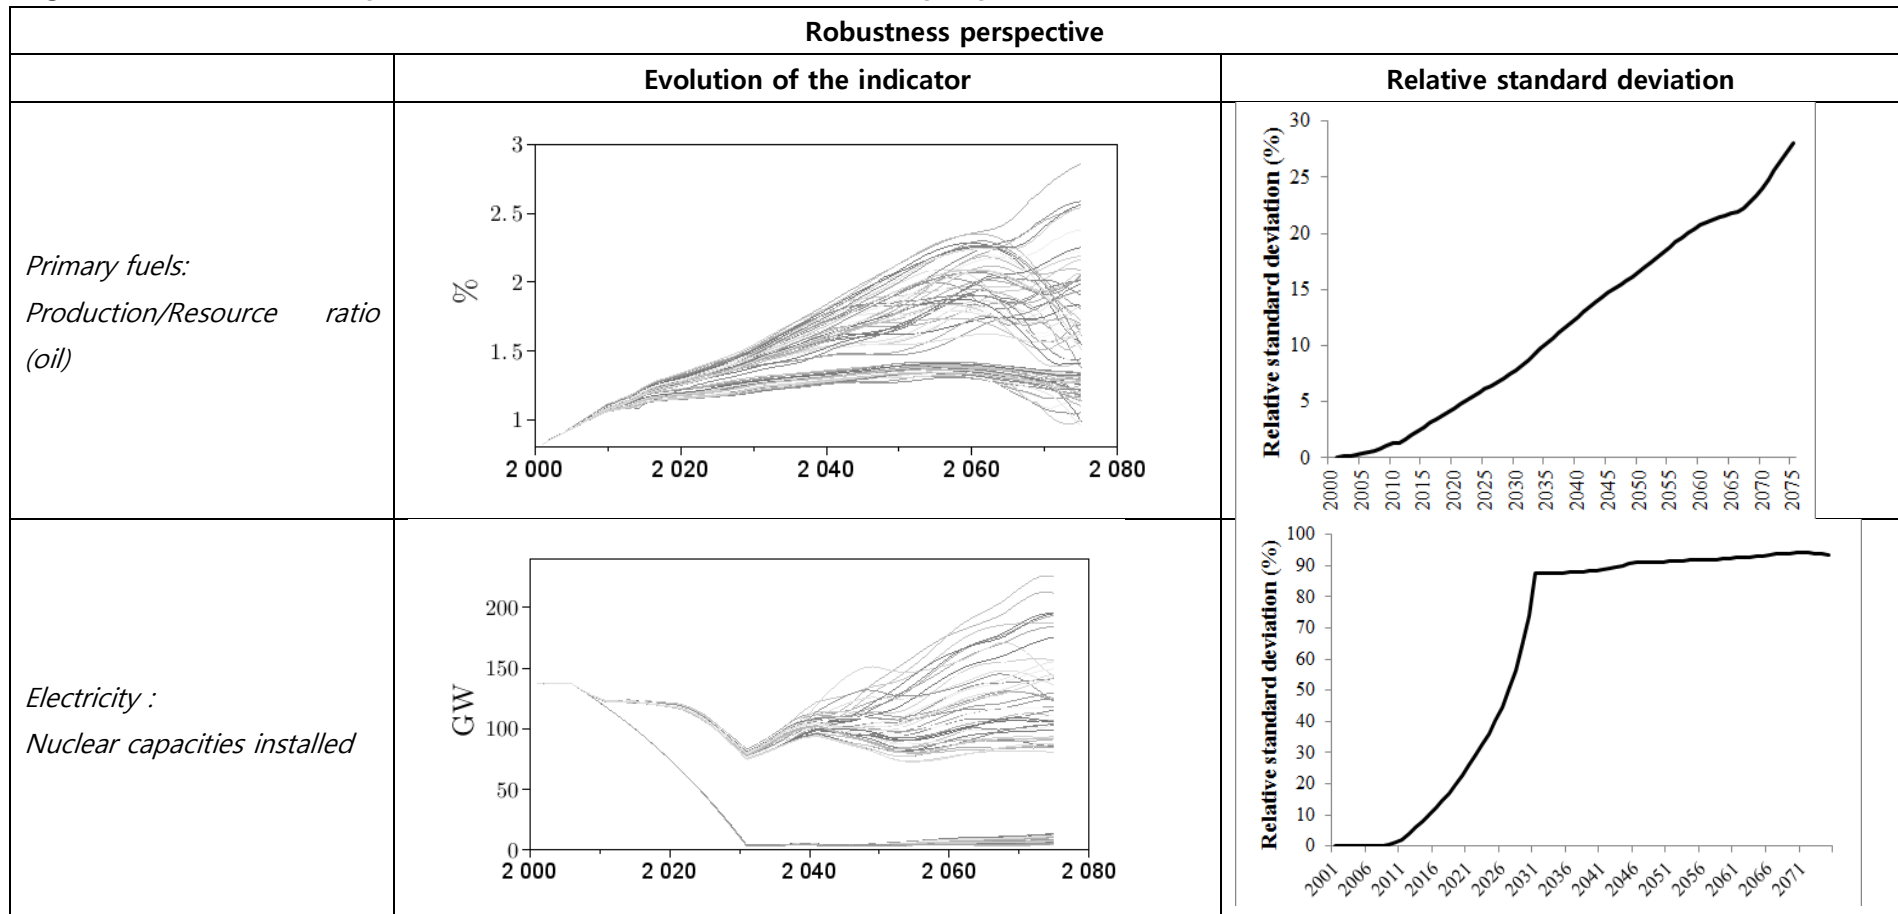 Robustness perspective
Evolution of the indicator
Relative standard deviation
Primary fuels:
Production/Resource ratio
(oil)
3
2.5
2
1.5
1
%
2 000 2 020 2 040 2 060 2 080
Relative standard deviation (%)
30
25
20
15
10
5
0
2000 2005 2010 2015 2020 2025 2030 2035 2040 2045 2050 2055 2060 2065 2070 2075
Electricity :
Nuclear capacities installed
200
150
100
50
0
GW
2 000 2 020 2 040 2 060 2 080
Relative standard deviation (%)
100
90
80
70
60
50
40
30
20
10
0
2001 2006 2011 2016 2021 2026 2031 2036 2041 2046 2051 2056 2061 2066 2071